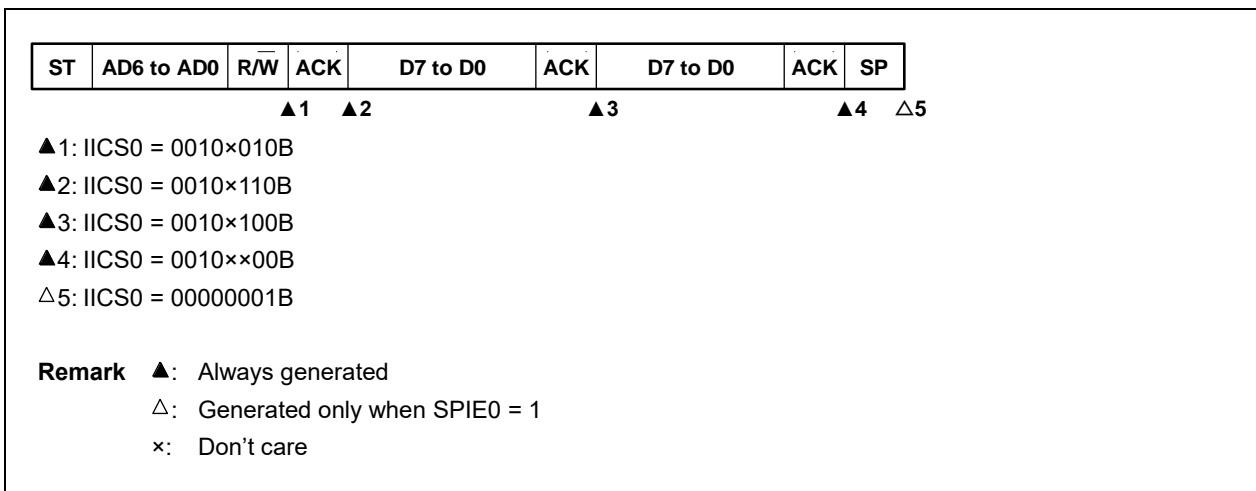 ST AD6 to AD0 R/W̅ ACK D7 to D0 ACK D7 to D0 ACK SP
▲1 ▲2 ▲3 ▲4 △5
▲1: IICS0 = 0010×010B
▲2: IICS0 = 0010×110B
▲3: IICS0 = 0010×100B
▲4: IICS0 = 0010××00B
△5: IICS0 = 00000001B
Remark ▲: Always generated
△: Generated only when SPIE0 = 1
×: Don’t care